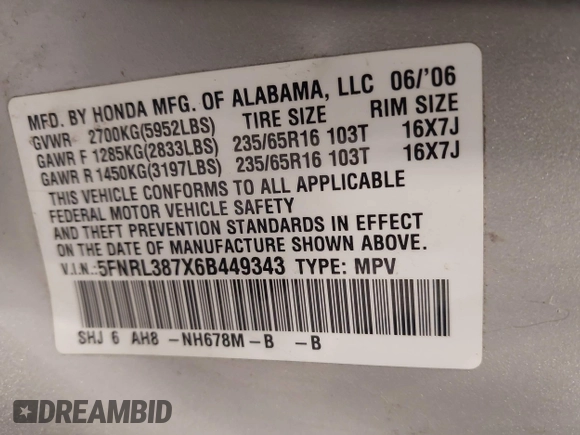 MFD. BY HONDA MFG. OF ALABAMA, LLC 06/'06
GVWR 2700KG(5952LBS) TIRE SIZE RIM SIZE
GAWR F 1285KG(2833LBS) 235/65R16 103T 16X7J
GAWR R 1450KG(3197LBS) 235/65R16 103T 16X7J
THIS VEHICLE CONFORMS TO ALL APPLICABLE
FEDERAL MOTOR VEHICLE SAFETY
AND THEFT PREVENTION STANDARDS IN EFFECT
ON THE DATE OF MANUFACTURE SHOWN ABOVE.
V.I.N.:5FNRL387X6B449343 TYPE: MPV
SHJ 6 AH8 -NH678M-B -B
DREAMBID